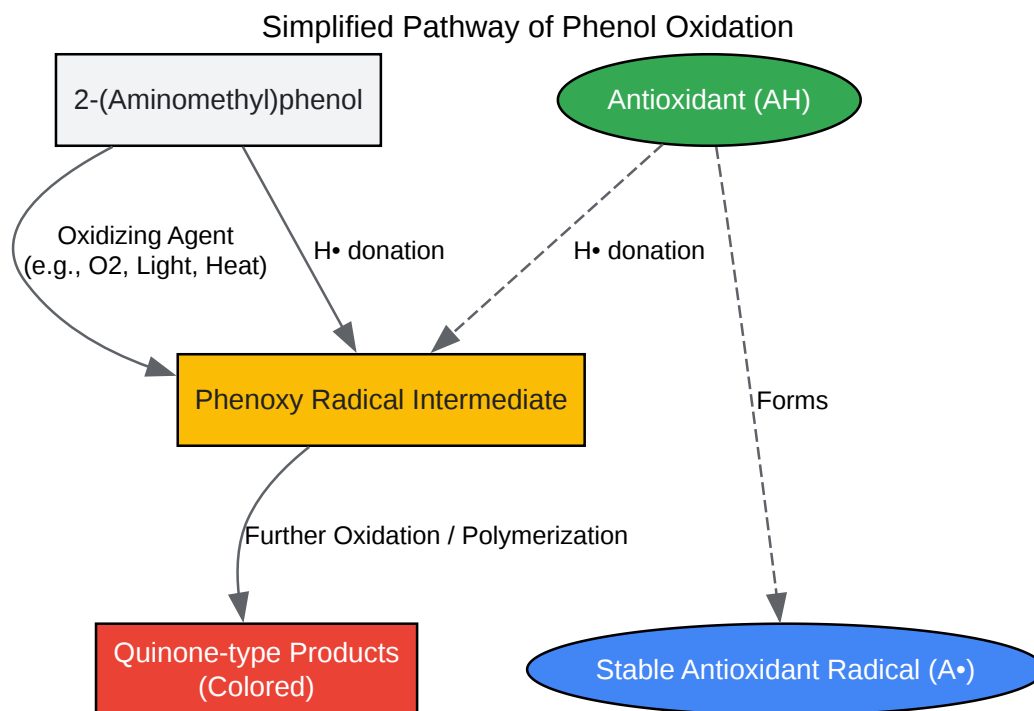 Simplified Pathway of Phenol Oxidation
2-(Aminomethyl)phenol
Antioxidant (AH)
Oxidizing Agent
(e.g., O2, Light, Heat)
H• donation
H• donation
Phenoxy Radical Intermediate
Forms
Further Oxidation / Polymerization
Quinone-type Products
(Colored)
Stable Antioxidant Radical (A•)